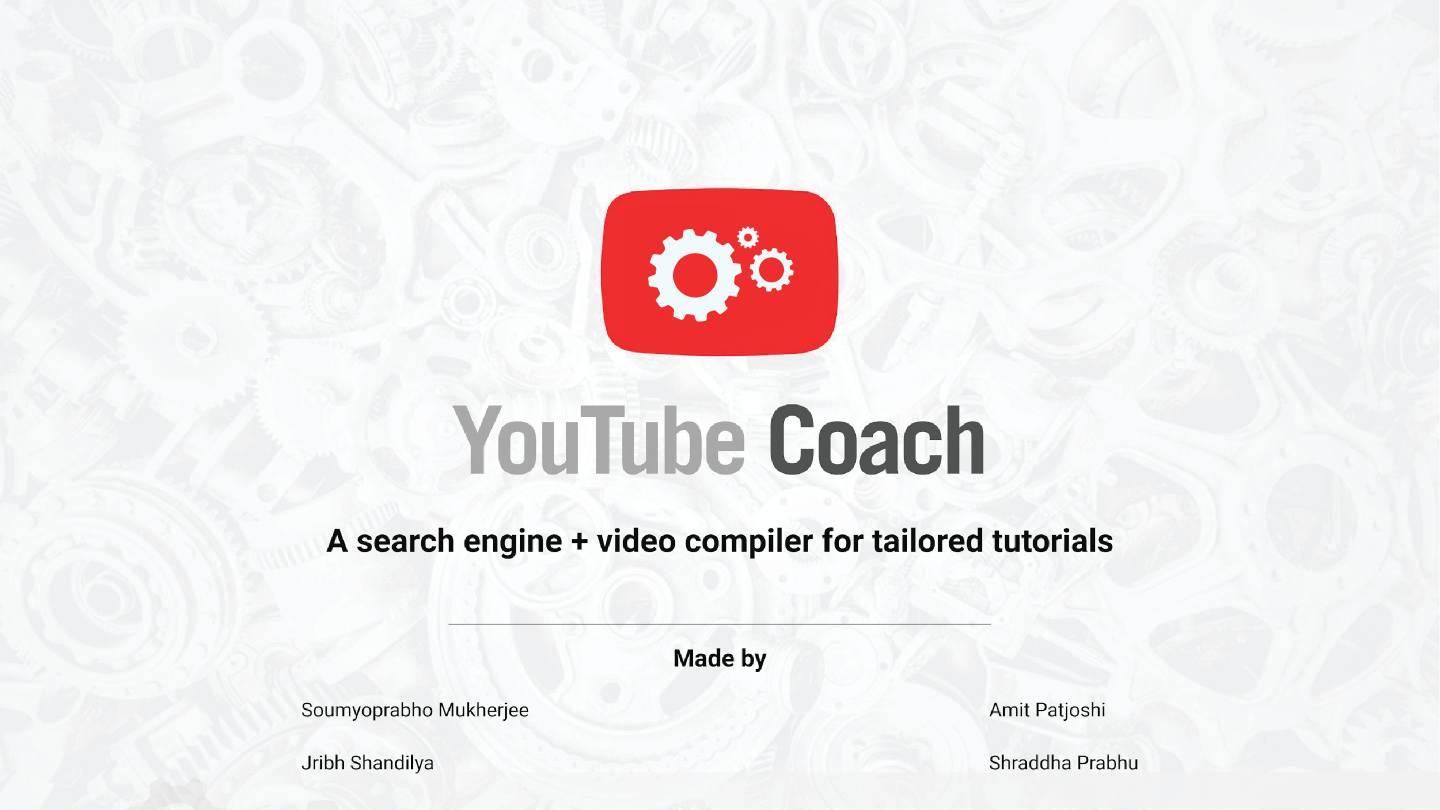 YouTube Coach
A search engine + video compiler for tailored tutorials
Made by
Soumyoprabho Mukherjee
Amit Patjoshi
Jribh Shandilya
Shraddha Prabhu